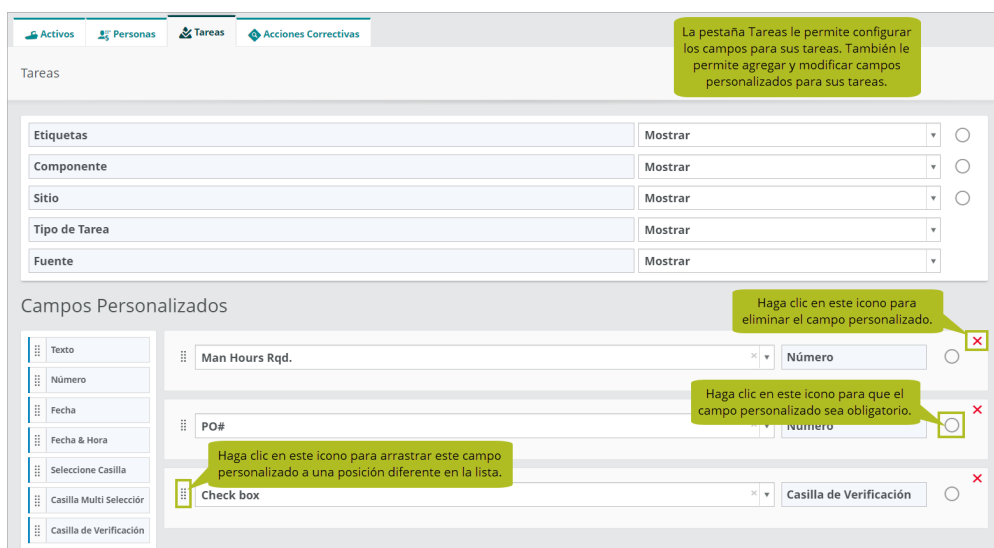 Activos
Personas
Tareas
Acciones Correctivas
La pestaña Tareas le permite configurar
los campos para sus tareas. También le
permite agregar y modificar campos
personalizados para sus tareas.
Tareas
Etiquetas
Mostrar
Componente
Mostrar
Sitio
Mostrar
Tipo de Tarea
Mostrar
Fuente
Mostrar
Campos Personalizados
Haga clic en este icono para
eliminar el campo personalizado.
Texto
Número
Fecha
Fecha & Hora
Seleccione Casilla
Casilla Multi Selección
Casilla de Verificación
Man Hours Rqd.
Número
Haga clic en este icono para que el
campo personalizado sea obligatorio.
PO#
Número
Haga clic en este icono para arrastrar este campo
personalizado a una posición diferente en la lista.
Check box
Casilla de Verificación